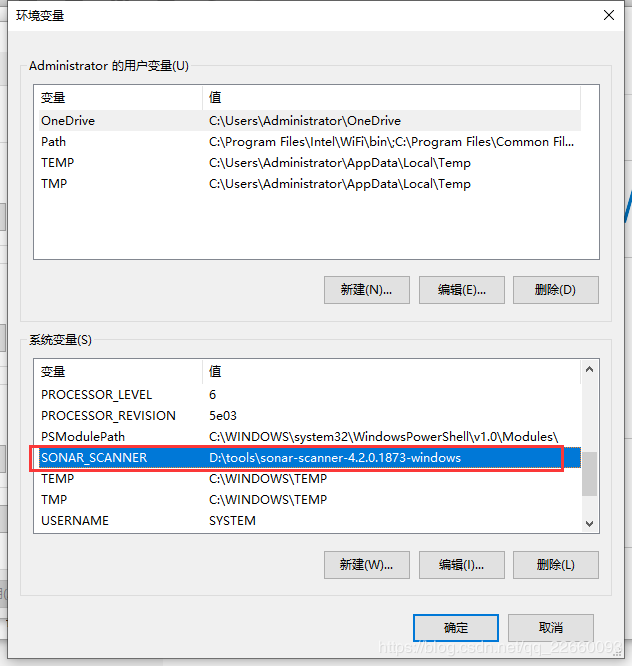 环境变量
Administrator 的用户变量(U)
变量 值
OneDrive C:\Users\Administrator\OneDrive
Path C:\Program Files\Intel\WiFi\bin\;C:\Program Files\Common Fil...
TEMP C:\Users\Administrator\AppData\Local\Temp
TMP C:\Users\Administrator\AppData\Local\Temp
新建(N)... 编辑(E)... 删除(D)
系统变量(S)
变量 值
PROCESSOR_LEVEL 6
PROCESSOR_REVISION 5e03
PSModulePath C:\WINDOWS\system32\WindowsPowerShell\v1.0\Modules\
SONAR_SCANNER D:\tools\sonar-scanner-4.2.0.1873-windows
TEMP C:\WINDOWS\TEMP
TMP C:\WINDOWS\TEMP
USERNAME SYSTEM
新建(W)... 编辑(I)... 删除(L)
确定 取消
https://blog.csdn.net/qq_22660093